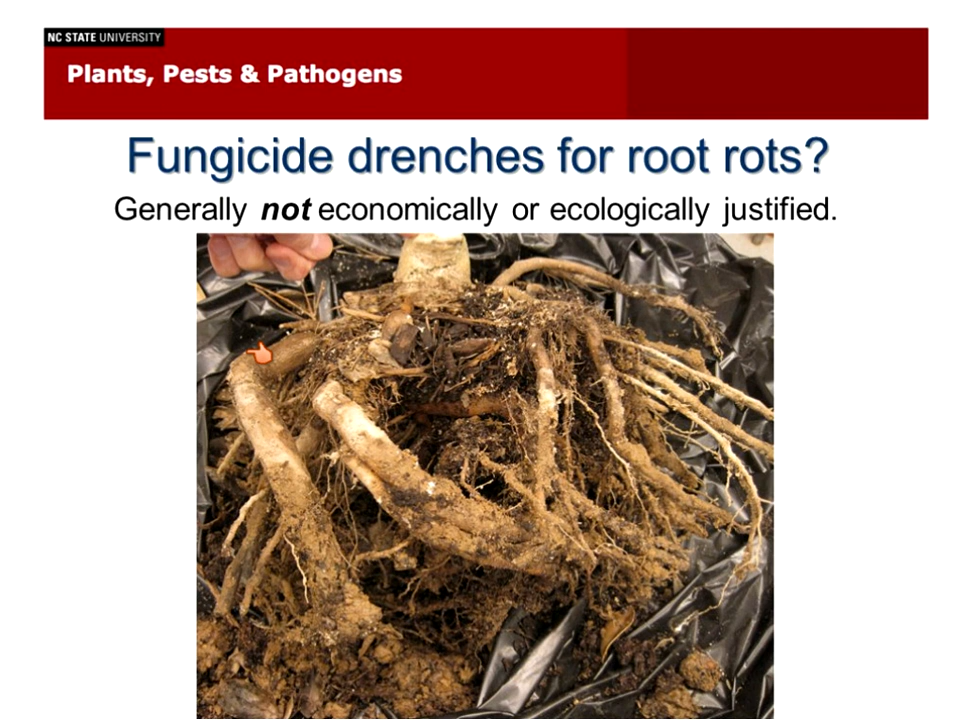 NC STATE UNIVERSITY
Plants, Pests & Pathogens
Fungicide drenches for root rots?
Generally not economically or ecologically justified.